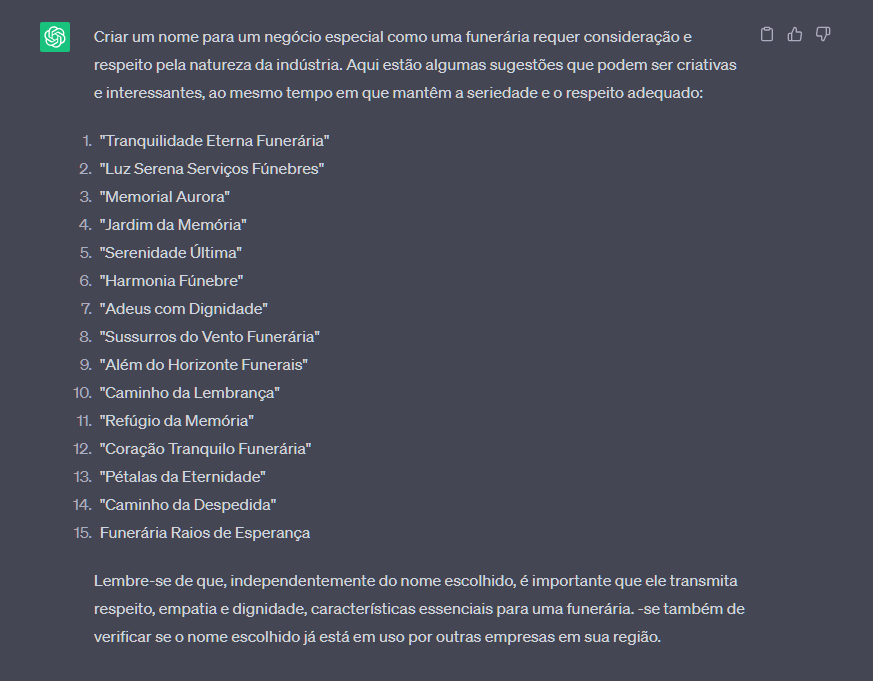 Criar um nome para um negócio especial como uma funerária requer consideração e
respeito pela natureza da indústria. Aqui estão algumas sugestões que podem ser criativas
e interessantes, ao mesmo tempo em que mantêm a seriedade e o respeito adequado:
1. "Tranquilidade Eterna Funerária"
2. "Luz Serena Serviços Fúnebres"
3. "Memorial Aurora"
4. "Jardim da Memória"
5. "Serenidade Última"
6. "Harmonia Fúnebre"
7. "Adeus com Dignidade"
8. "Sussurros do Vento Funerária"
9. "Além do Horizonte Funerais"
10. "Caminho da Lembrança"
11. "Refúgio da Memória"
12. "Coração Tranquilo Funerária"
13. "Pétalas da Eternidade"
14. "Caminho da Despedida"
15. Funerária Raios de Esperança
Lembre-se de que, independentemente do nome escolhido, é importante que ele transmita
respeito, empatia e dignidade, características essenciais para uma funerária. -se também de
verificar se o nome escolhido já está em uso por outras empresas em sua região.